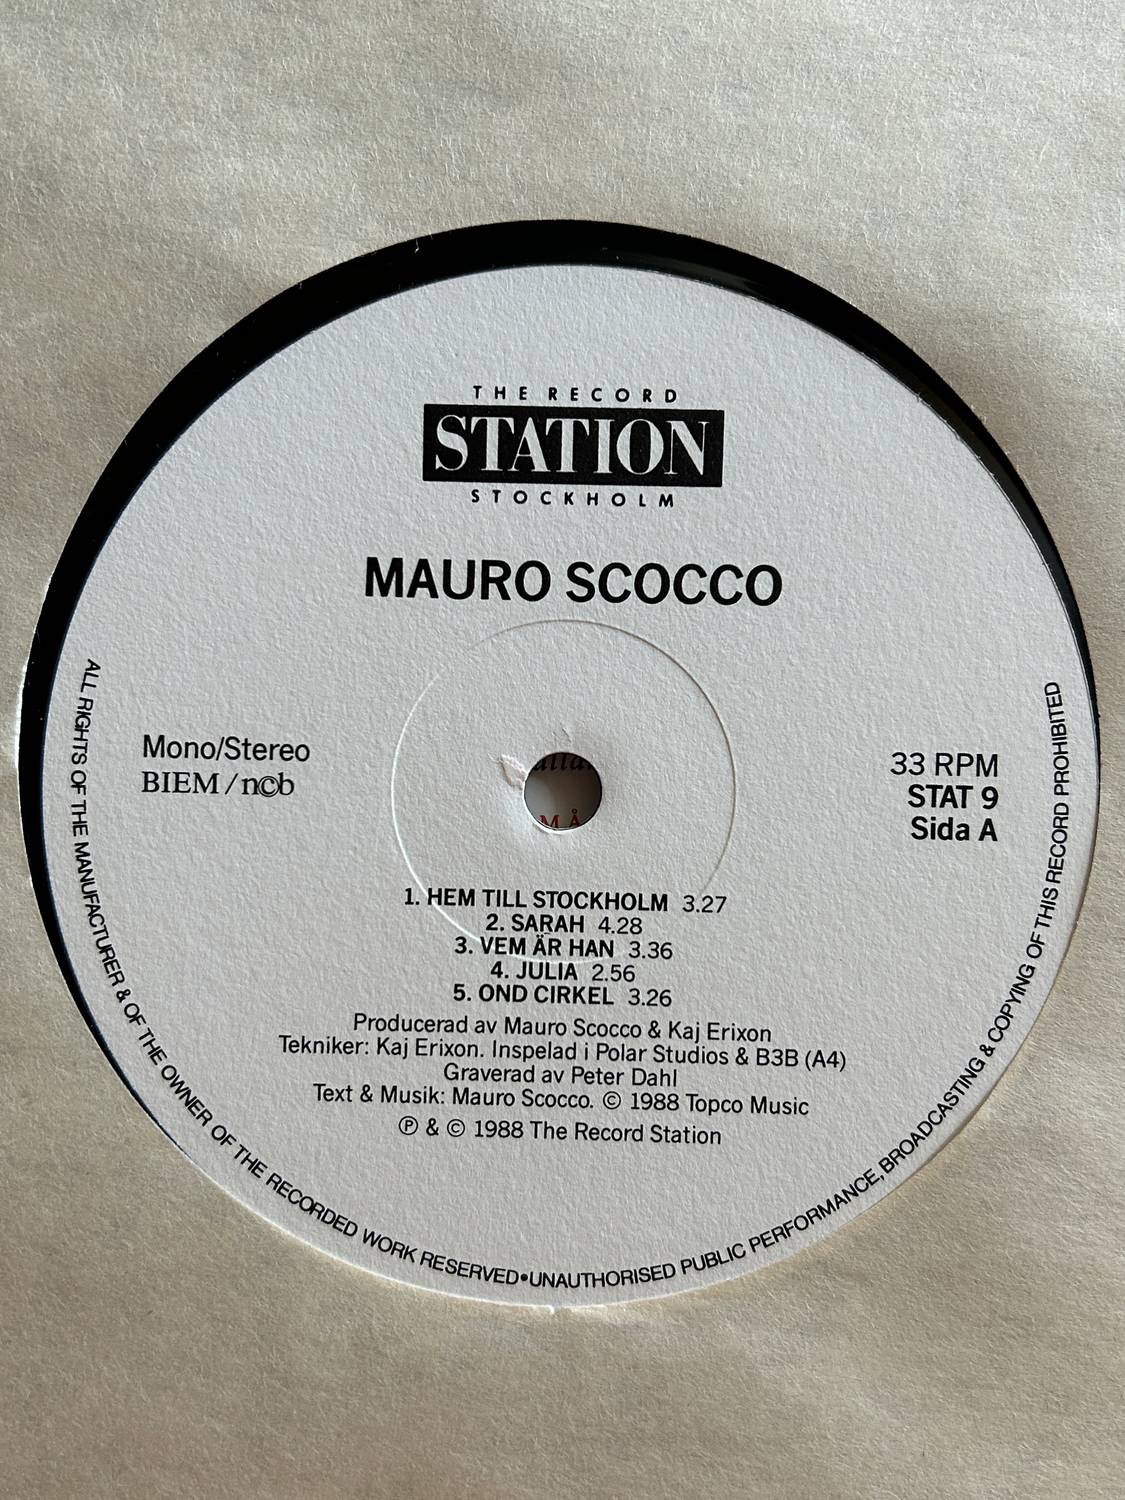 THE RECORD
STATION
STOCKHOLM
MAURO SCOCCO
Mono/Stereo
BIEM / n©b
33 RPM
STAT 9
Sida A
1. HEM TILL STOCKHOLM 3.27
2. SARAH 4.28
3. VEM ÄR HAN 3.36
4. JULIA 2.56
5. OND CIRKEL 3.26
Producerad av Mauro Scocco & Kaj Erixon
Tekniker: Kaj Erixon. Inspelad i Polar Studios & B3B (A4)
Graverad av Peter Dahl
Text & Musik: Mauro Scocco. © 1988 Topco Music
℗ & © 1988 The Record Station
ALL RIGHTS OF THE MANUFACTURER & OF THE OWNER OF THE RECORDED WORK RESERVED•UNAUTHORISED PUBLIC PERFORMANCE, BROADCASTING & COPYING OF THIS RECORD PROHIBITED